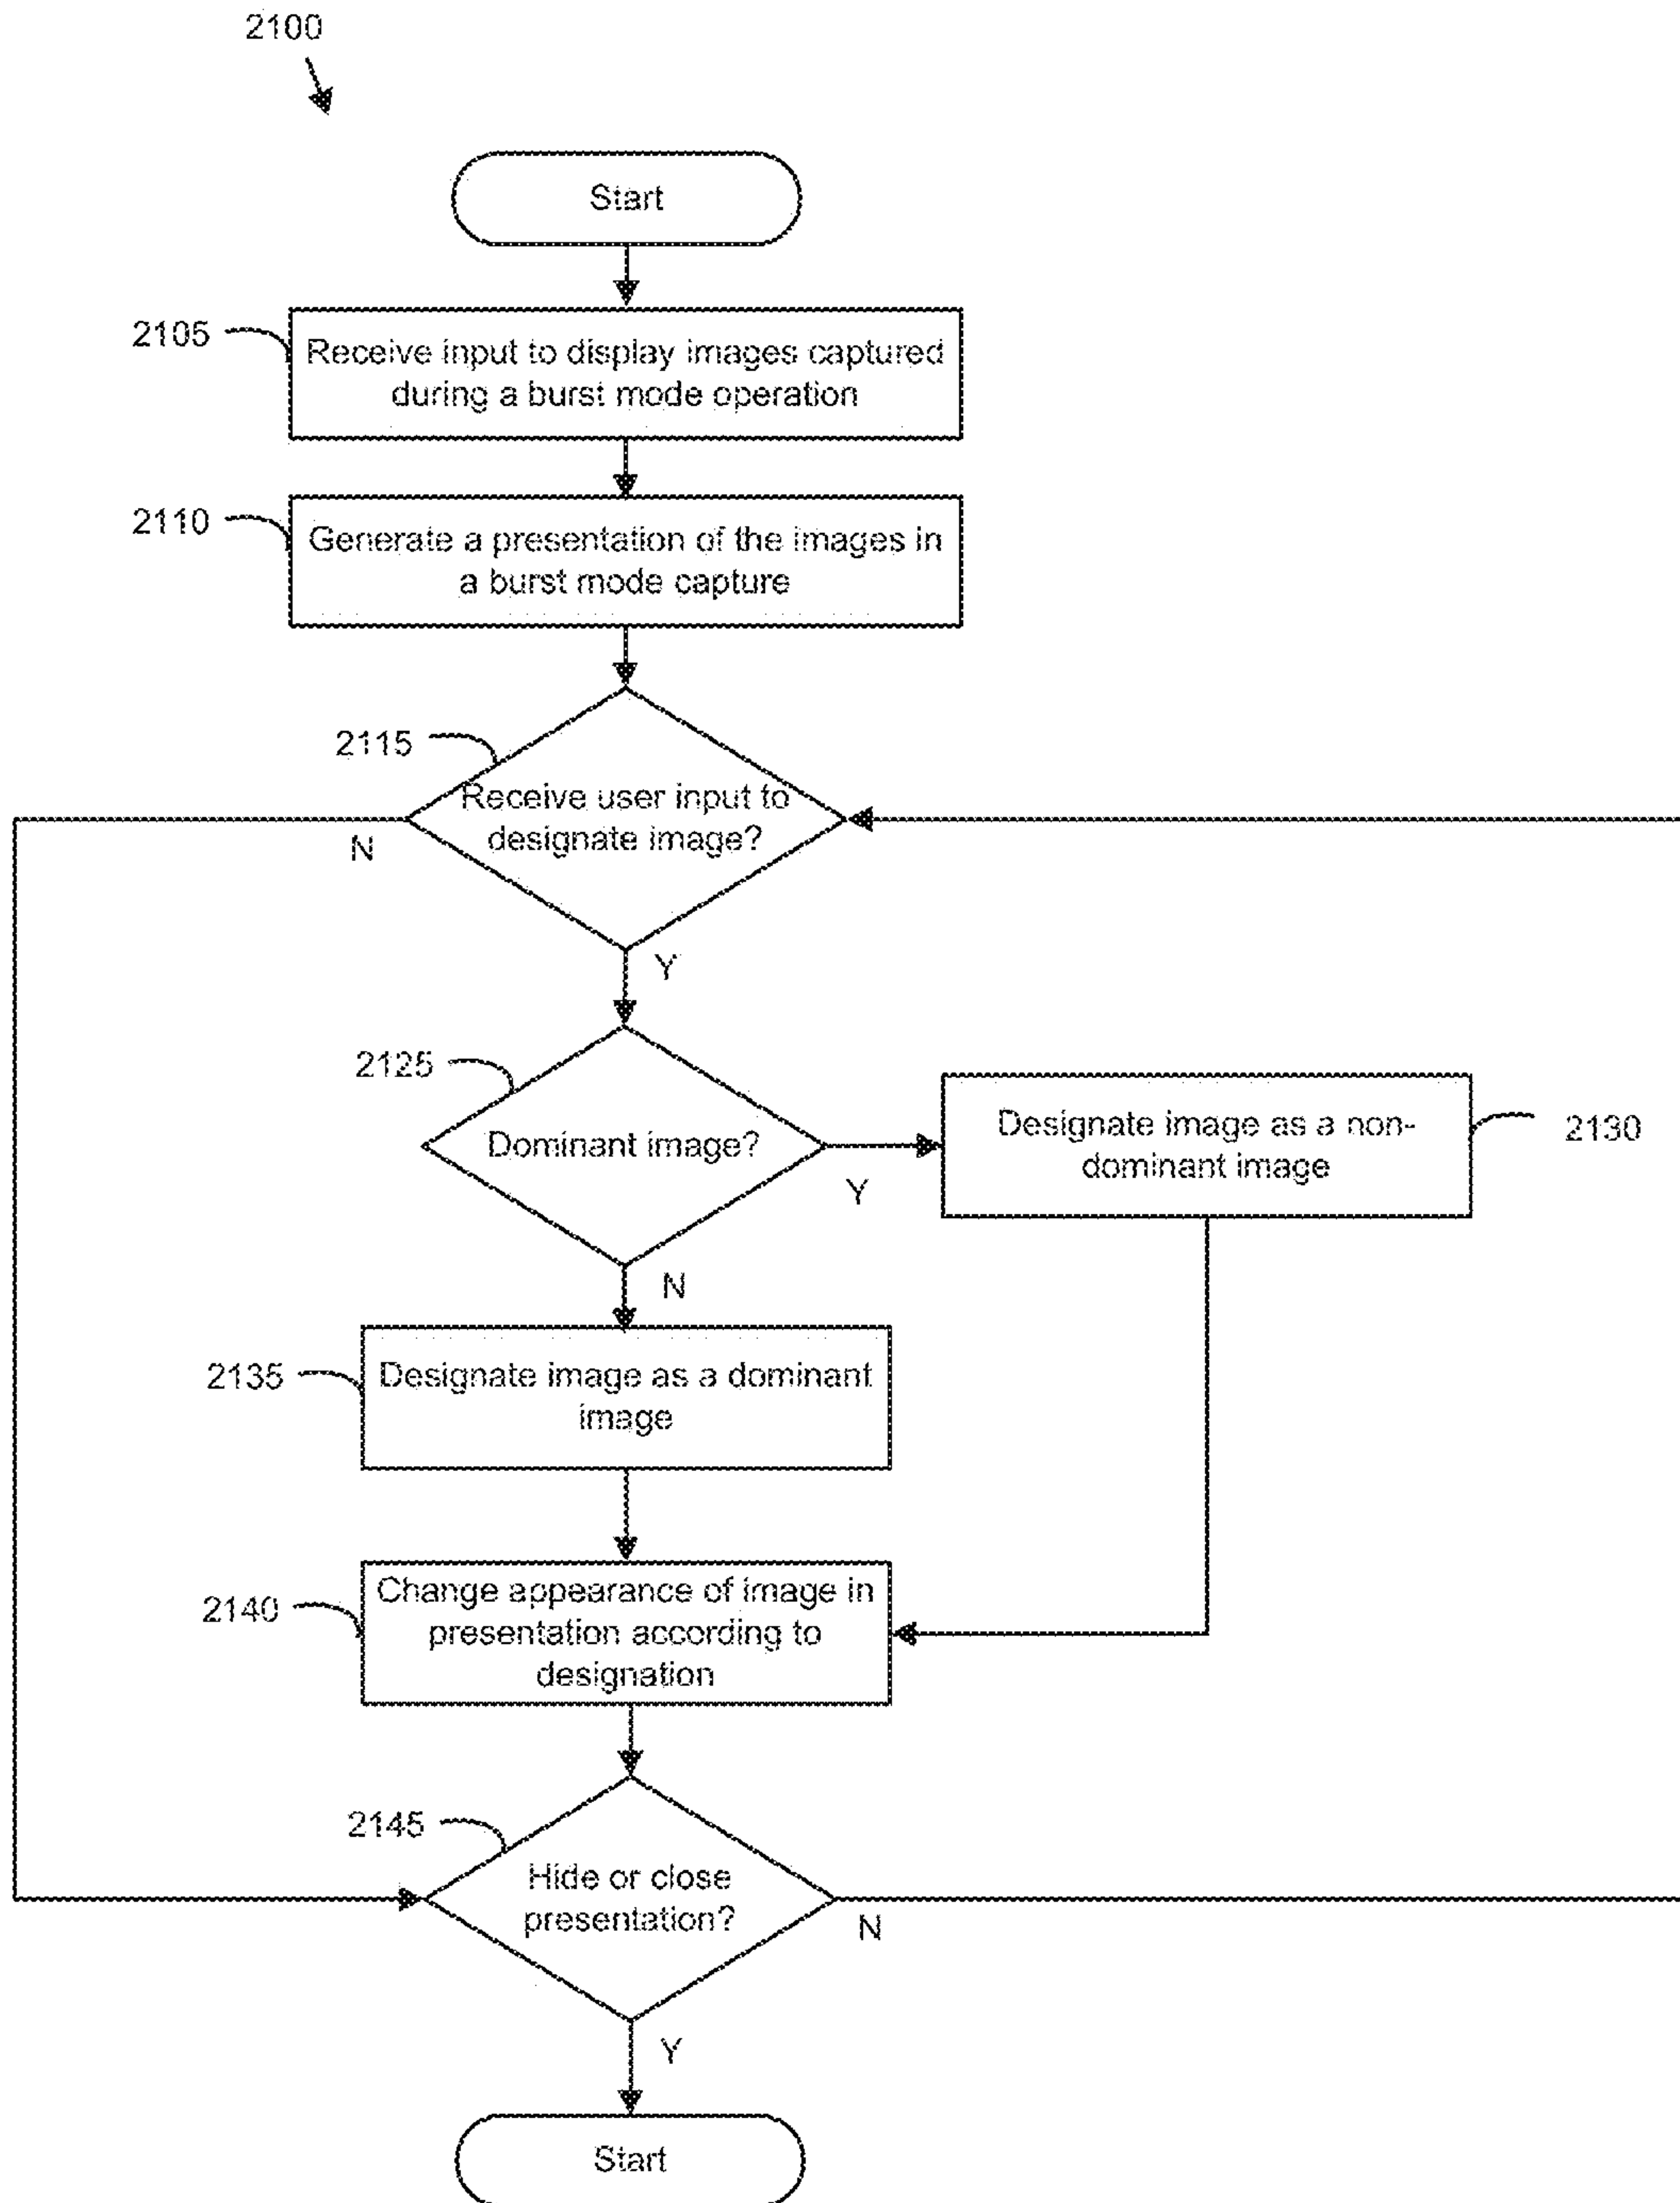 2100
Start
2105
Receive input to display images captured
during a burst mode operation
2110
Generate a presentation of the images in
a burst mode capture
2115
Receive user input to
designate image?
N
Y
2125
Dominant image?
Y
N
Designate image as a non-
dominant image
2130
2135
Designate image as a dominant
image
2140
Change appearance of image in
presentation according to
designation
2145
Hide or close
presentation?
N
Y
Start